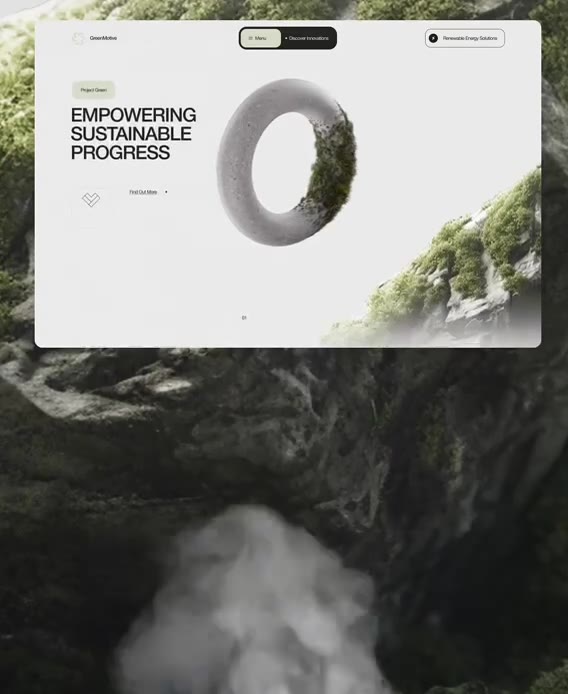 GreenMotive
Menu
Discover Innovations
Renewable Energy Solutions
Project Green
EMPOWERING
SUSTAINABLE
PROGRESS
Find Out More
01